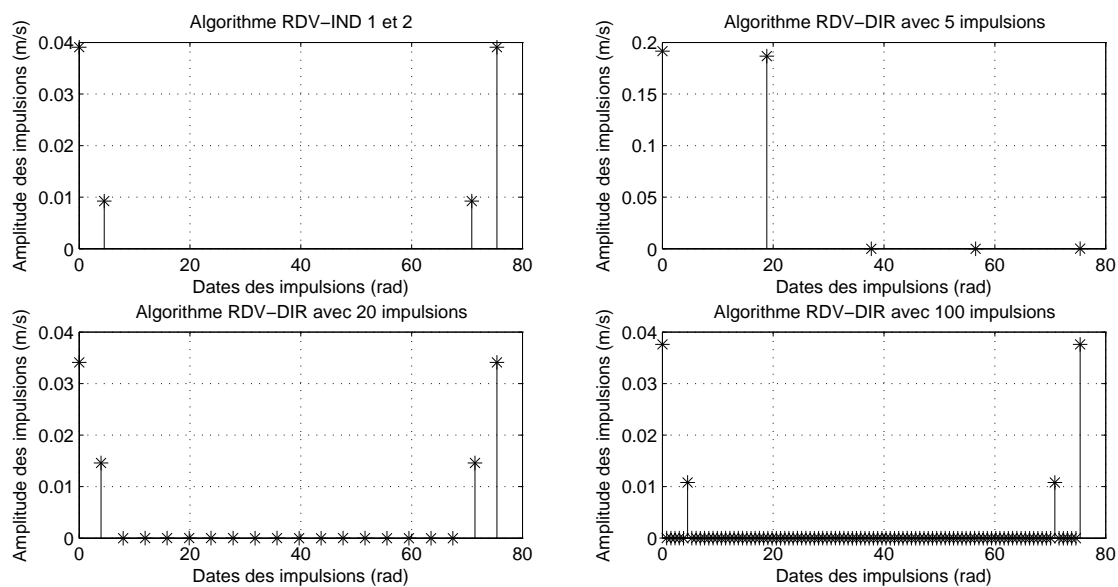 Algorithme RDV−IND 1 et 2
Amplitude des impulsions (m/s)
0.04
0.03
0.02
0.01
0
0 20 40 60 80
Dates des impulsions (rad)
Algorithme RDV−DIR avec 5 impulsions
Amplitude des impulsions (m/s)
0.2
0.15
0.1
0.05
0
0 20 40 60 80
Dates des impulsions (rad)
Algorithme RDV−DIR avec 20 impulsions
Amplitude des impulsions (m/s)
0.04
0.03
0.02
0.01
0
0 20 40 60 80
Dates des impulsions (rad)
Algorithme RDV−DIR avec 100 impulsions
Amplitude des impulsions (m/s)
0.04
0.03
0.02
0.01
0
0 20 40 60 80
Dates des impulsions (rad)